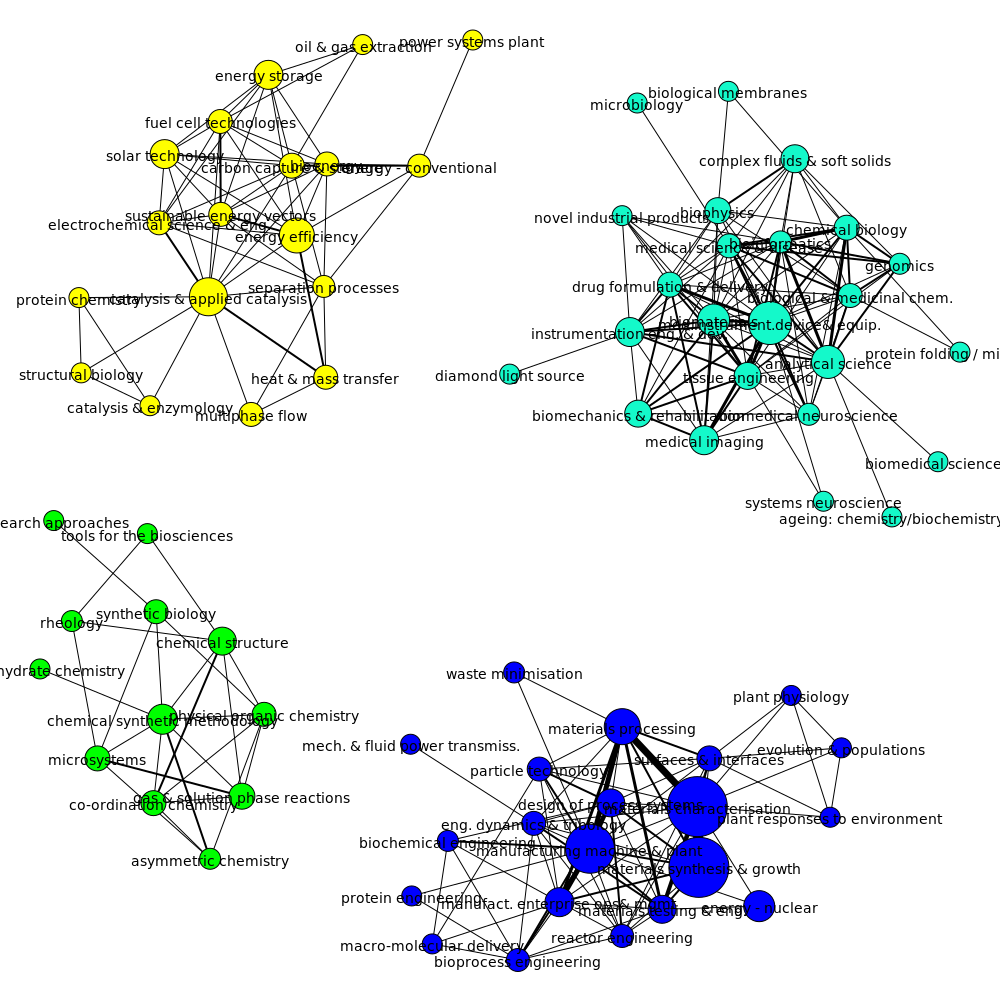 oil & gas extraction
power systems plant
energy storage
fuel cell technologies
solar technology
carbon capture & storage
bioenergy
energy - conventional
sustainable energy vectors
electrochemical science & eng.
energy efficiency
separation processes
protein chemistry
catalysis & applied catalysis
structural biology
heat & mass transfer
catalysis & enzymology
multiphase flow
biological membranes
microbiology
complex fluids & soft solids
novel industrial products
biophysics
chemical biology
medical science & disease
bioinformatics
genomics
drug formulation & delivery
biological & medicinal chem.
instrumentation eng. & dev.
biomaterials
med.instrument.device& equip.
protein folding / mi
analytical science
diamond light source
tissue engineering
biomechanics & rehabilitation
biomedical neuroscience
medical imaging
biomedical science
systems neuroscience
ageing: chemistry/biochemistry
earch approaches
tools for the biosciences
synthetic biology
rheology
chemical structure
hydrate chemistry
chemical synthetic methodology
physical organic chemistry
microsystems
co-ordination chemistry
gas & solution phase reactions
asymmetric chemistry
waste minimisation
plant physiology
materials processing
mech. & fluid power transmiss.
surfaces & interfaces
evolution & populations
particle technology
design of process systems
materials characterisation
plant responses to environment
eng. dynamics & tribology
biochemical engineering
manufacturing machine & plant
materials synthesis & growth
protein engineering
manufact. enterprise ops& mgmt
materials testing & eng.
energy - nuclear
reactor engineering
macro-molecular delivery
bioprocess engineering